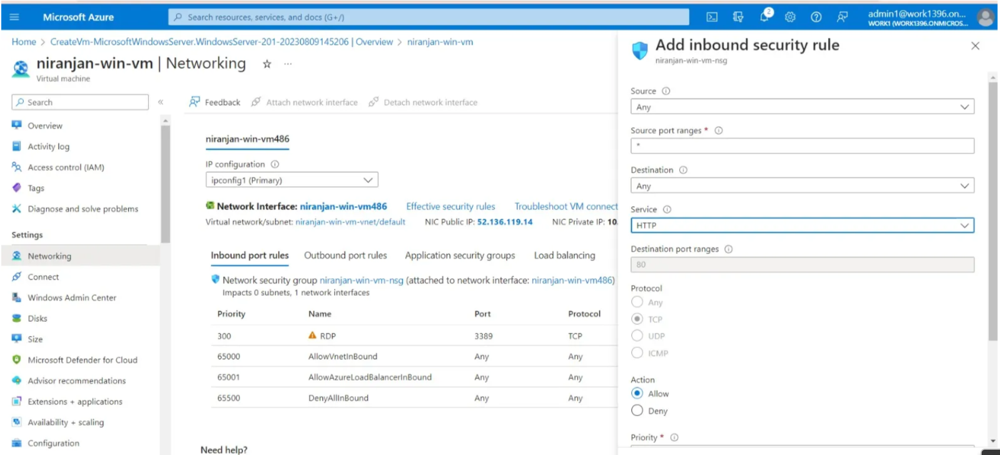 Microsoft Azure
Search resources, services, and docs (G+/)
2
admin1@work1396.on...
WORK1 (WORK1396.ONMICROS...
Home > CreateVm-MicrosoftWindowsServer.WindowsServer-201-20230809145206 | Overview > niranjan-win-vm
niranjan-win-vm | Networking
Virtual machine
Search
Overview
Activity log
Access control (IAM)
Tags
Diagnose and solve problems
Settings
Networking
Connect
Windows Admin Center
Disks
Size
Microsoft Defender for Cloud
Advisor recommendations
Extensions + applications
Availability + scaling
Configuration
Feedback Attach network interface Detach network interface
niranjan-win-vm486
IP configuration
ipconfig1 (Primary)
Network Interface: niranjan-win-vm486 Effective security rules Troubleshoot VM connect
Virtual network/subnet: niranjan-win-vm-vnet/default NIC Public IP: 52.136.119.14 NIC Private IP: 10.
Inbound port rules Outbound port rules Application security groups Load balancing
Network security group niranjan-win-vm-nsg (attached to network interface: niranjan-win-vm486)
Impacts 0 subnets, 1 network interfaces
Priority Name Port Protocol
300 RDP 3389 TCP
65000 AllowVnetInBound Any Any
65001 AllowAzureLoadBalancerInBound Any Any
65500 DenyAllInBound Any Any
Need help?
Add inbound security rule
niranjan-win-vm-nsg
Source
Any
Source port ranges *
*
Destination
Any
Service
HTTP
Destination port ranges
80
Protocol
Any
TCP
UDP
ICMP
Action
Allow
Deny
Priority *